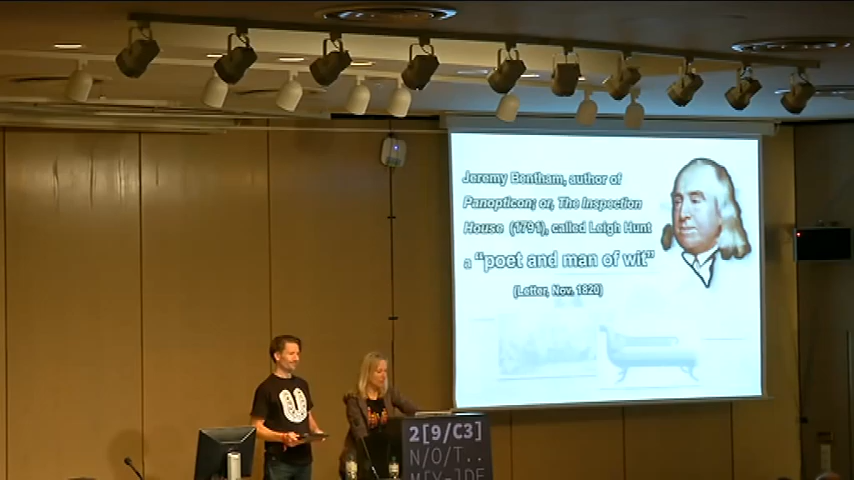 Jeremy Bentham, author of
Panopticon; or, The Inspection
House (1791), called Leigh Hunt
a “poet and man of wit”
(Letter, Nov. 1820)
2[9/C3]
N/O/T..